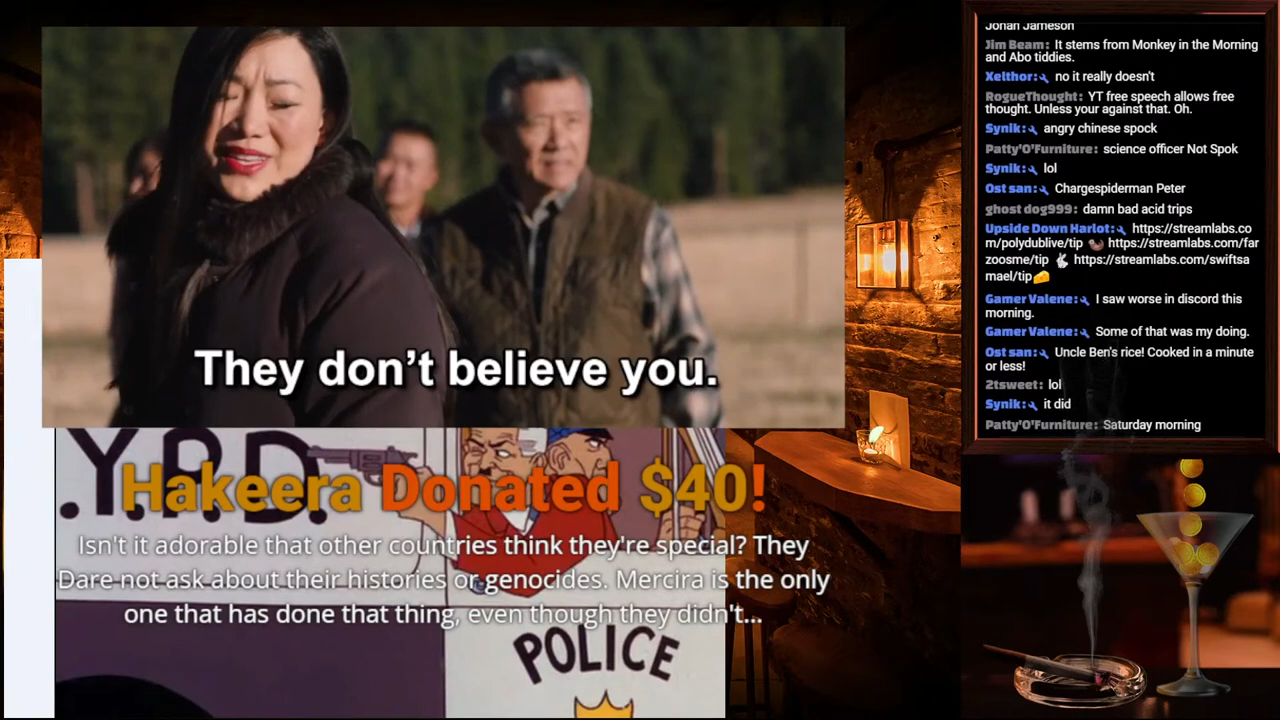 They don't believe you.
.Y.P.D.
Hakeera Donated $40!
Isn't it adorable that other countries think they're special? They
Dare not ask about their histories or genocides. Mercira is the only
one that has done that thing, even though they didn't...
POLICE
Jonah Jameson
Jim Beam: It stems from Monkey in the Morning
and Abo tiddies.
Xelthor: no it really doesn't
RogueThought: YT free speech allows free
thought. Unless your against that. Oh.
Synik: angry chinese spock
Patty'O'Furniture: science officer Not Spok
Synik: lol
Ost san: Chargespiderman Peter
ghost dog999: damn bad acid trips
Upside Down Harlot: https://streamlabs.co
m/polydublive/tip 🦦 https://streamlabs.com/far
zoosme/tip 🐇 https://streamlabs.com/swiftsa
mael/tip🧀
Gamer Valene: I saw worse in discord this
morning.
Gamer Valene: Some of that was my doing.
Ost san: Uncle Ben's rice! Cooked in a minute
or less!
2tsweet: lol
Synik: it did
Patty'O'Furniture: Saturday morning